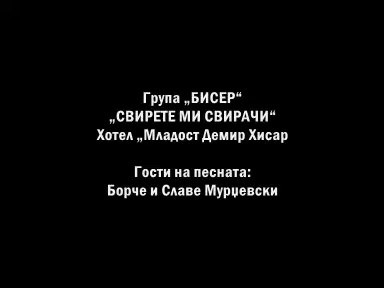 Група „БИСЕР“
„СВИРЕТЕ МИ СВИРАЧИ“
Хотел „Младост Демир Хисар
Гости на песната:
Борче и Славе Мурџевски